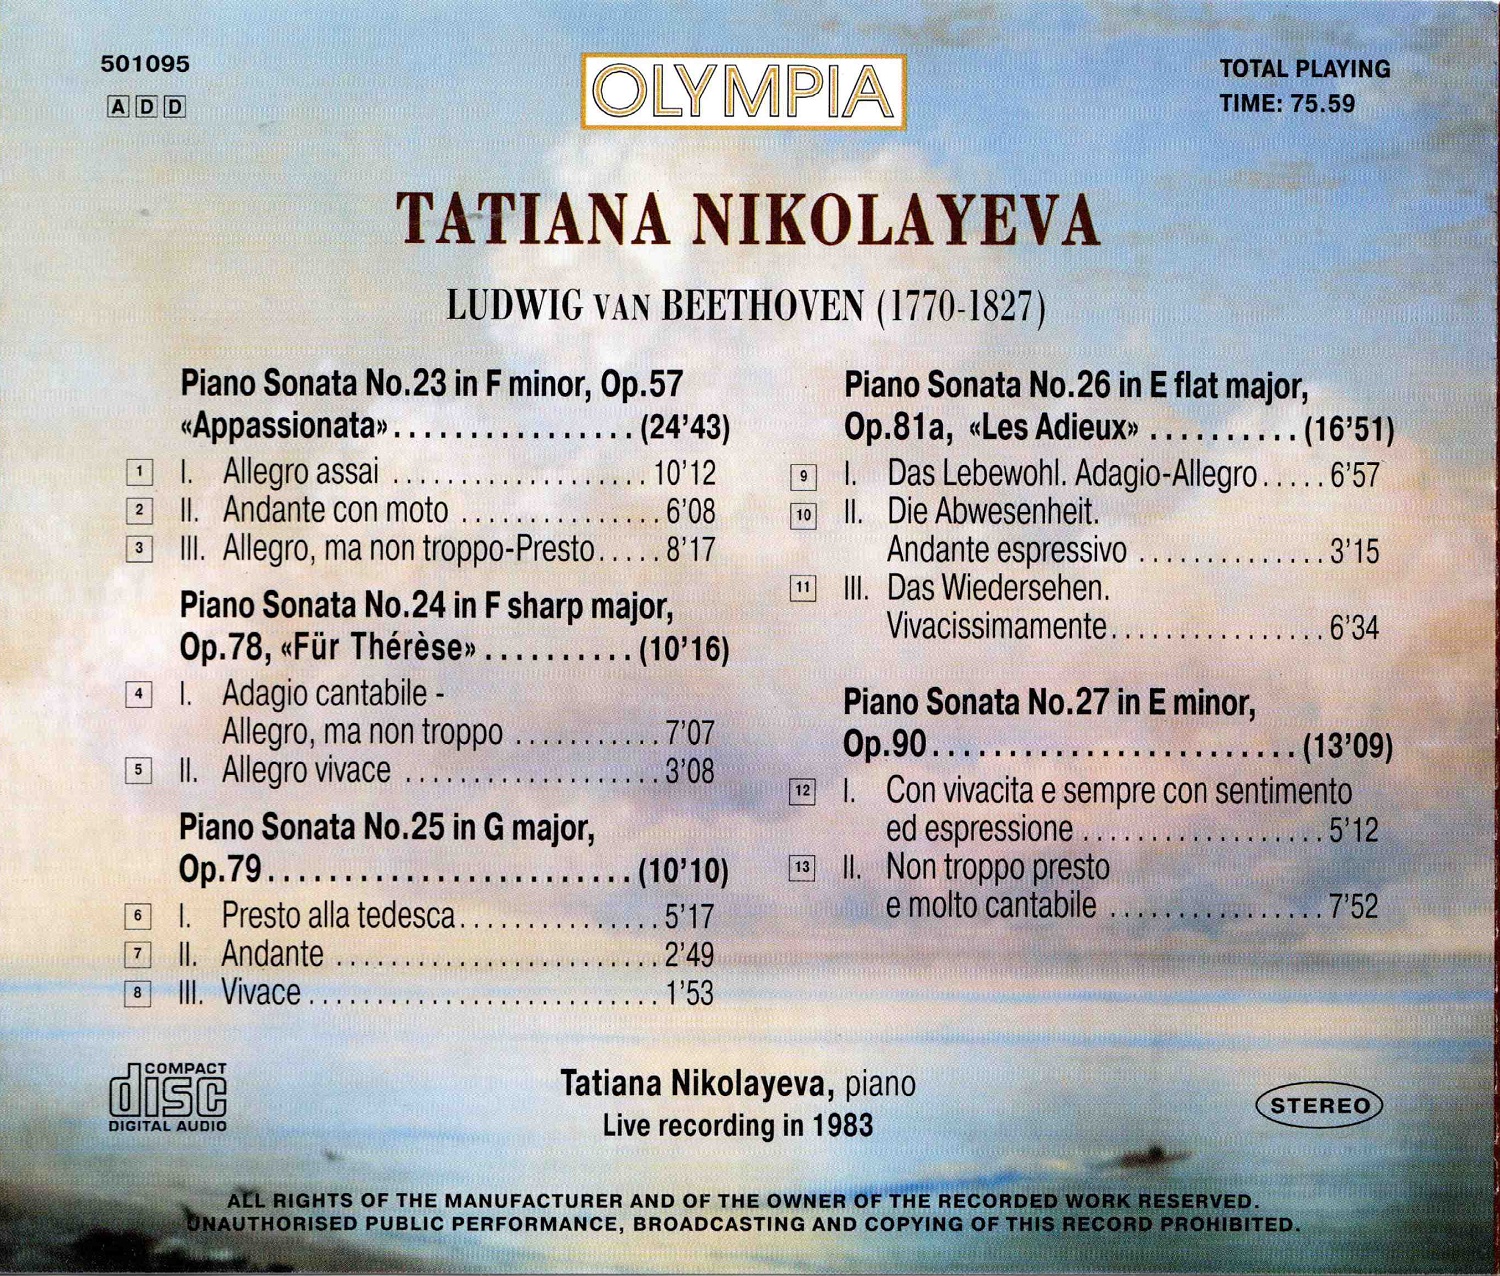 501095
A D D
OLYMPIA
TOTAL PLAYING
TIME: 75.59
TATIANA NIKOLAYEVA
LUDWIG VAN BEETHOVEN (1770-1827)
Piano Sonata No.23 in F minor, Op.57
«Appassionata»................(24'43)
1 I. Allegro assai ................... 10'12
2 II. Andante con moto ............... 6'08
3 III. Allegro, ma non troppo-Presto..... 8'17
Piano Sonata No.24 in F sharp major,
Op.78, «Für Thérèse»..........(10'16)
4 I. Adagio cantabile -
Allegro, ma non troppo ........... 7'07
5 II. Allegro vivace ................... 3'08
Piano Sonata No.25 in G major,
Op.79........................(10'10)
6 I. Presto alla tedesca............... 5'17
7 II. Andante ........................ 2'49
8 III. Vivace .......................... 1'53
Piano Sonata No.26 in E flat major,
Op.81a, «Les Adieux» ..........(16'51)
9 I. Das Lebewohl. Adagio-Allegro..... 6'57
10 II. Die Abwesenheit.
Andante espressivo .............. 3'15
11 III. Das Wiedersehen.
Vivacissimamente................ 6'34
Piano Sonata No.27 in E minor,
Op.90........................(13'09)
12 I. Con vivacita e sempre con sentimento
ed espressione .................. 5'12
13 II. Non troppo presto
e molto cantabile ................ 7'52
COMPACT
disc
DIGITAL AUDIO
Tatiana Nikolayeva, piano
Live recording in 1983
STEREO
ALL RIGHTS OF THE MANUFACTURER AND OF THE OWNER OF THE RECORDED WORK RESERVED.
UNAUTHORISED PUBLIC PERFORMANCE, BROADCASTING AND COPYING OF THIS RECORD PROHIBITED.